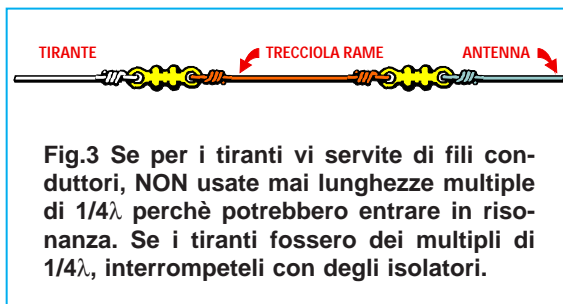 TIRANTE TRECCIOLA RAME ANTENNA
Fig.3 Se per i tiranti vi servite di fili con-
duttori, NON usate mai lunghezze multiple
di 1/4λ perchè potrebbero entrare in riso-
nanza. Se i tiranti fossero dei multipli di
1/4λ, interrompeteli con degli isolatori.